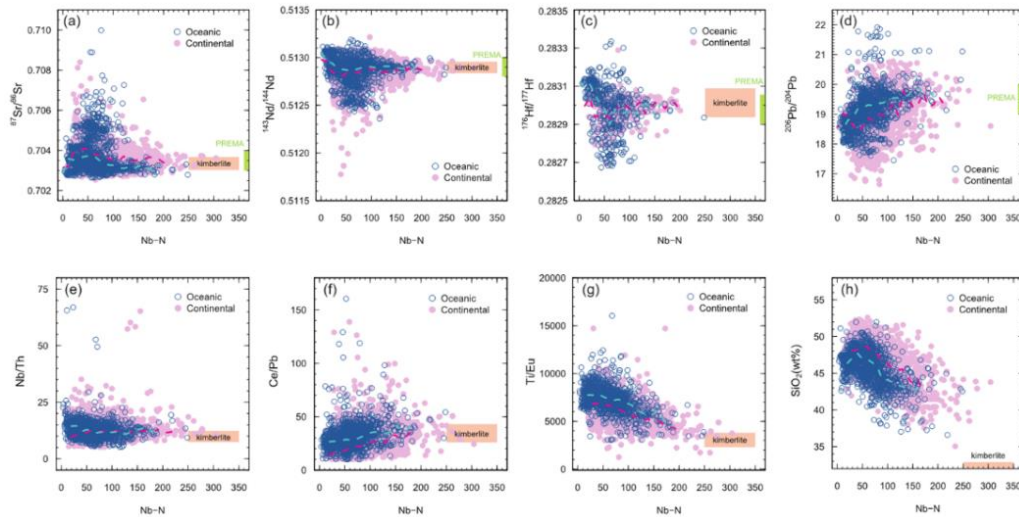 (a)
Oceanic
Continental
PREMA
kimberlite
⁸⁷Sr/⁸⁶Sr
0.710
0.708
0.706
0.704
0.702
0 50 100 150 200 250 300 350
Nb−N
(b)
PREMA
kimberlite
Oceanic
Continental
¹⁴³Nd/¹⁴⁴Nd
0.5130
0.5125
0.5120
0.5115
0 50 100 150 200 250 300 350
Nb−N
(c)
Oceanic
Continental
PREMA
kimberlite
¹⁷⁶Hf/¹⁷⁷Hf
0.2833
0.2831
0.2829
0.2827
0.2825
0 50 100 150 200 250 300 350
Nb−N
(d)
Oceanic
Continental
PREMA
²⁰⁶Pb/²⁰⁴Pb
22
21
20
19
18
17
0 50 100 150 200 250 300 350
Nb−N
(e)
Oceanic
Continental
kimberlite
Nb/Th
75
50
25
0
0 50 100 150 200 250 300 350
Nb−N
(f)
Oceanic
Continental
kimberlite
Ce/Pb
150
100
50
0
0 50 100 150 200 250 300 350
Nb−N
(g)
Oceanic
Continental
kimberlite
Ti/Eu
20000
15000
10000
5000
0
0 50 100 150 200 250 300 350
Nb−N
(h)
Oceanic
Continental
kimberlite
SiO₂(wt%)
55
50
45
40
35
0 50 100 150 200 250 300 350
Nb−N